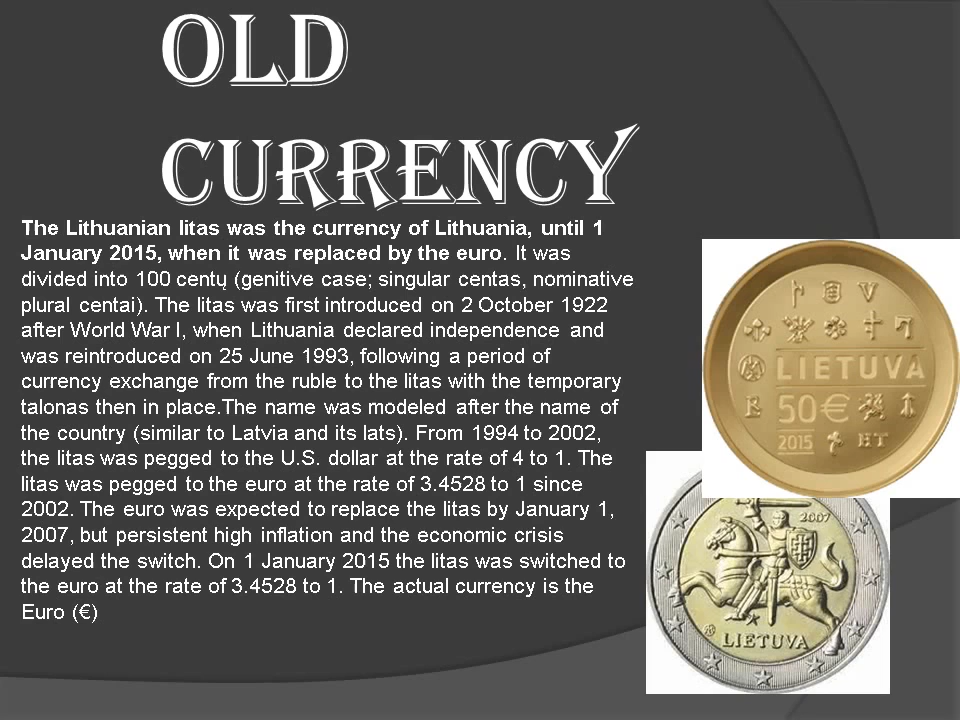 OLD
CURRENCY
The Lithuanian litas was the currency of Lithuania, until 1
January 2015, when it was replaced by the euro. It was
divided into 100 centų (genitive case; singular centas, nominative
plural centai). The litas was first introduced on 2 October 1922
after World War I, when Lithuania declared independence and
was reintroduced on 25 June 1993, following a period of
currency exchange from the ruble to the litas with the temporary
talonas then in place.The name was modeled after the name of
the country (similar to Latvia and its lats). From 1994 to 2002,
the litas was pegged to the U.S. dollar at the rate of 4 to 1. The
litas was pegged to the euro at the rate of 3.4528 to 1 since
2002. The euro was expected to replace the litas by January 1,
2007, but persistent high inflation and the economic crisis
delayed the switch. On 1 January 2015 the litas was switched to
the euro at the rate of 3.4528 to 1. The actual currency is the
Euro (€)
LIETUVA
50€
2015
2007
LIETUVA